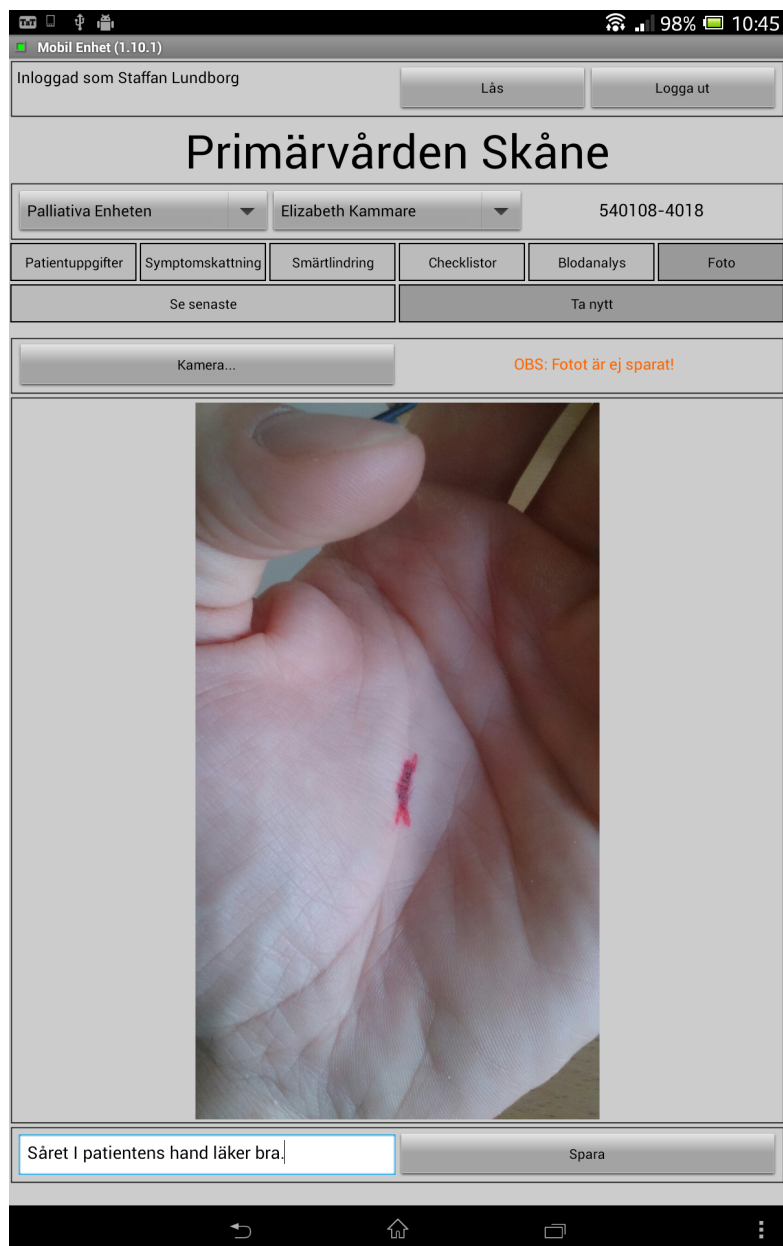 TnT 98% 10:45
Mobil Enhet (1.10.1)
Inloggad som Staffan Lundborg Lås Logga ut
Primärvården Skåne
Palliativa Enheten Elizabeth Kammare 540108-4018
Patientuppgifter Symptomskattning Smärtlindring Checklistor Blodanalys Foto
Se senaste Ta nytt
Kamera... OBS: Fotot är ej sparat!
Såret I patientens hand läker bra. Spara